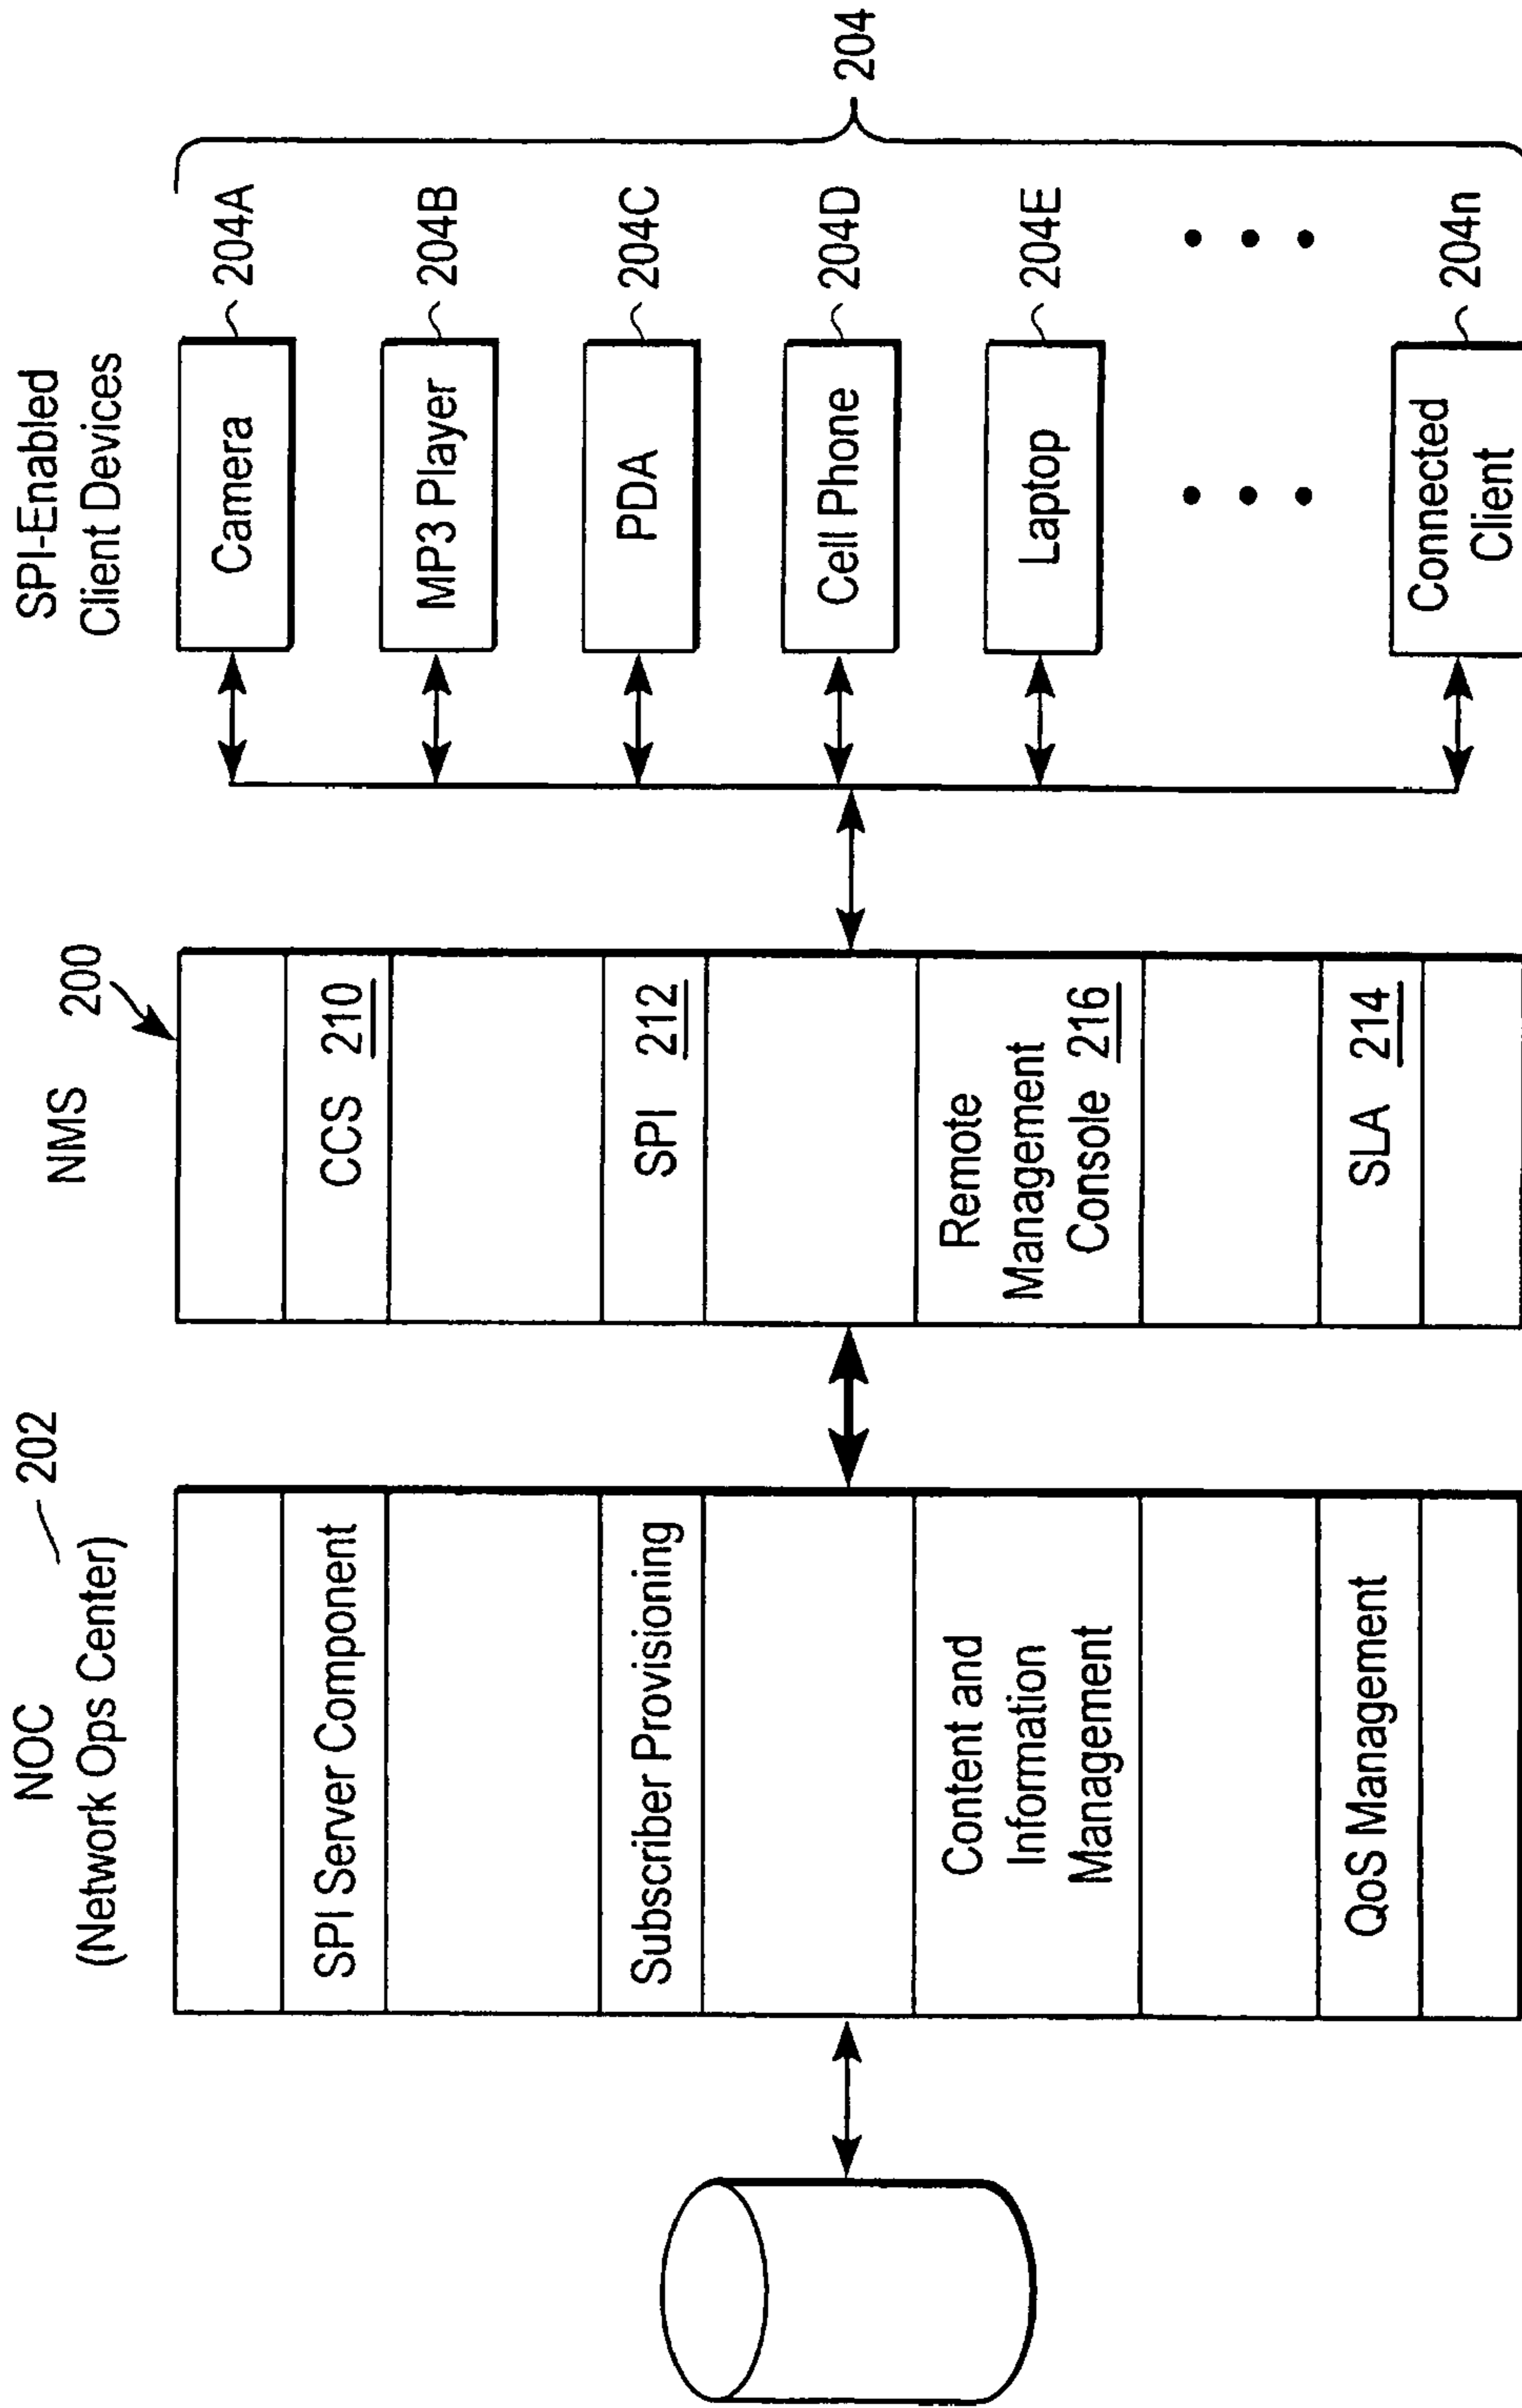 NOC
(Network Ops Center)
202
SPI Server Component
Subscriber Provisioning
Content and
Information
Management
QoS Management
NMS
200
CCS 210
SPI 212
Remote
Management
Console 216
SLA 214
SPI-Enabled
Client Devices
Camera
204A
MP3 Player
204B
PDA
204C
Cell Phone
204D
Laptop
204E
Connected
Client
204n
204